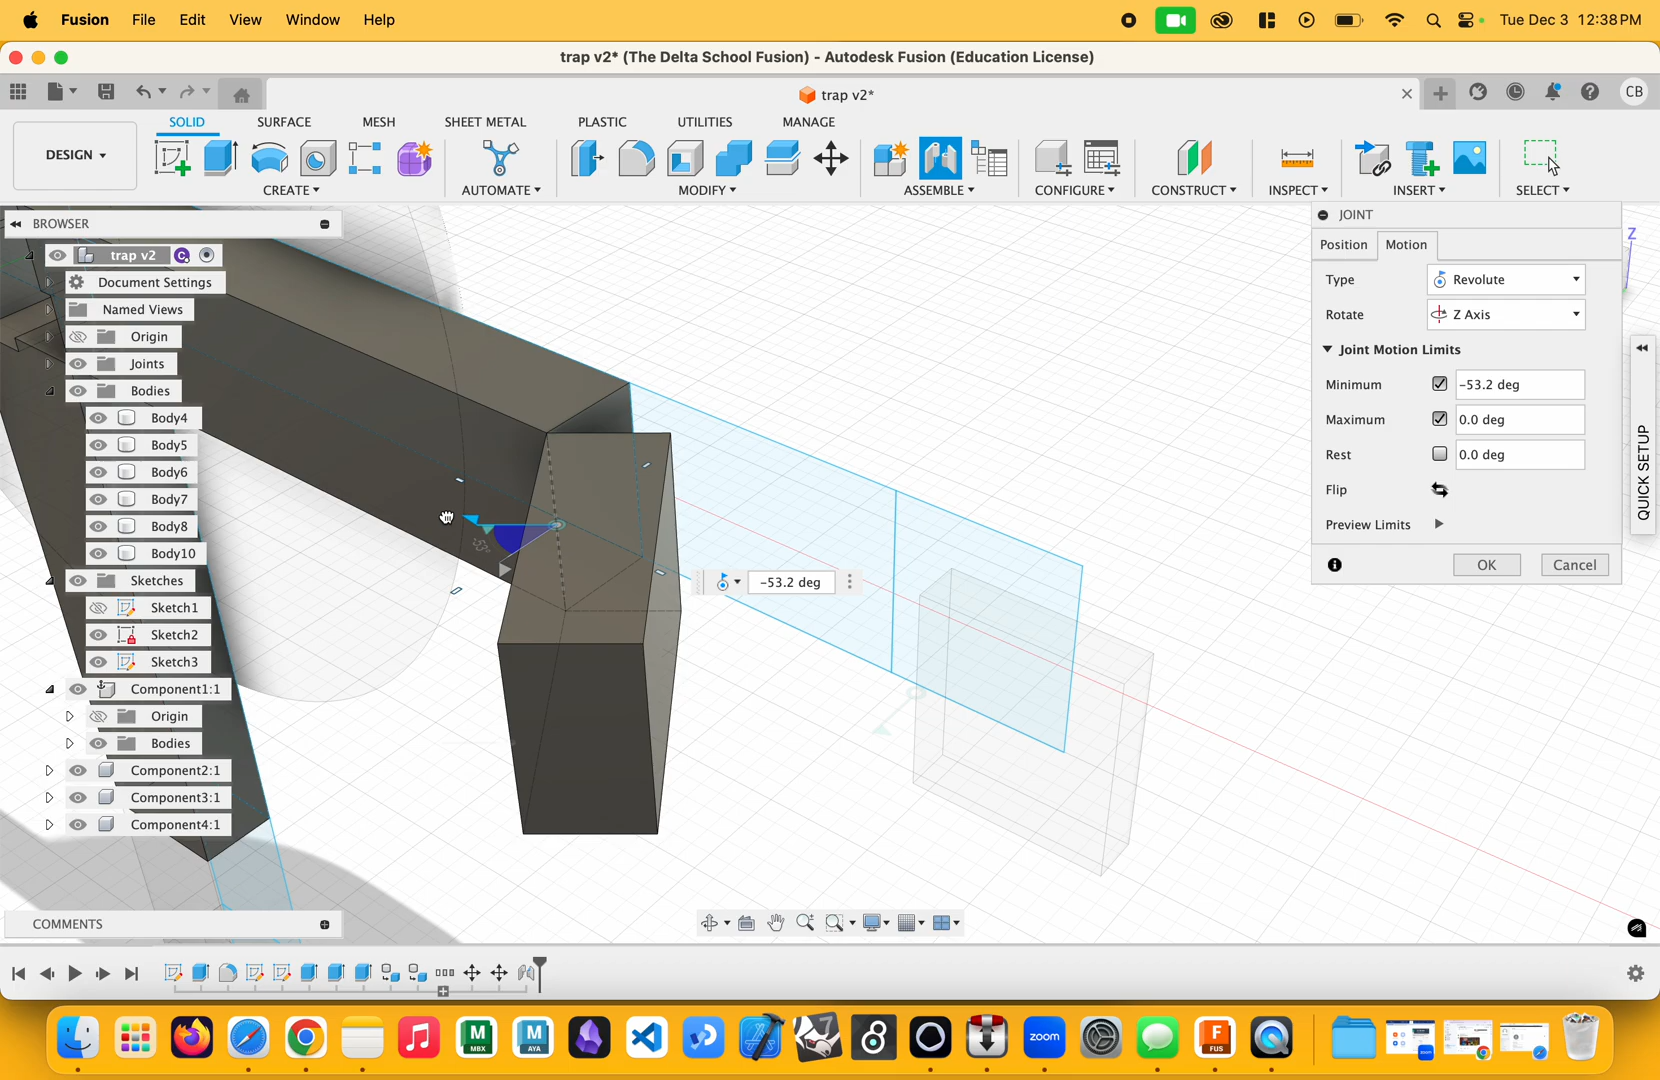 Fusion File Edit View Window Help Tue Dec 3 12:38 PM
trap v2* (The Delta School Fusion) - Autodesk Fusion (Education License)
trap v2* CB
SOLID SURFACE MESH SHEET METAL PLASTIC UTILITIES MANAGE
DESIGN
CREATE AUTOMATE MODIFY ASSEMBLE CONFIGURE CONSTRUCT INSPECT INSERT SELECT
BROWSER
trap v2
Document Settings
Named Views
Origin
Joints
Bodies
Body4
Body5
Body6
Body7
Body8
Body10
Sketches
Sketch1
Sketch2
Sketch3
Component1:1
Origin
Bodies
Component2:1
Component3:1
Component4:1
COMMENTS
-53°
-53.2 deg
JOINT
Position Motion
Type Revolute
Rotate Z Axis
Joint Motion Limits
Minimum -53.2 deg
Maximum 0.0 deg
Rest 0.0 deg
Flip
Preview Limits
OK Cancel
Z
QUICK SETUP
M MBX
M AYA
7
zoom
F FUS